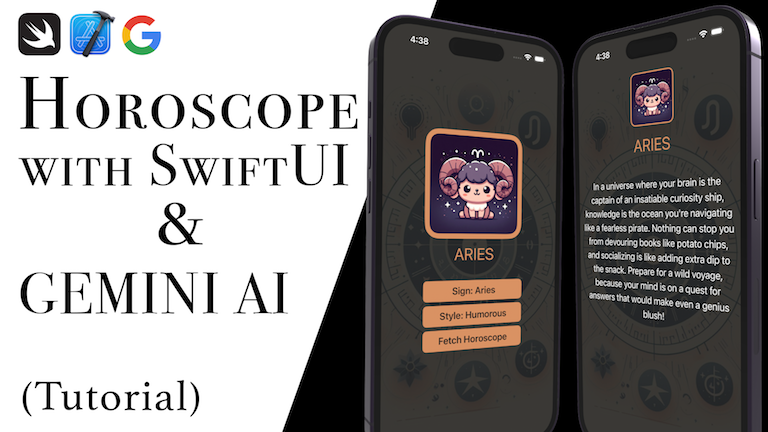 HOROSCOPE
WITH SWIFTUI
&
GEMINI AI
(Tutorial)
4:38
ARIES
Sign: Aries
Style: Humorous
Fetch Horoscope
4:38
ARIES
In a universe where your brain is the
captain of an insatiable curiosity ship,
knowledge is the ocean you're navigating
like a fearless pirate. Nothing can stop you
from devouring books like potato chips,
and socializing is like adding extra dip to
the snack. Prepare for a wild voyage,
because your mind is on a quest for
answers that would make even a genius
blush!